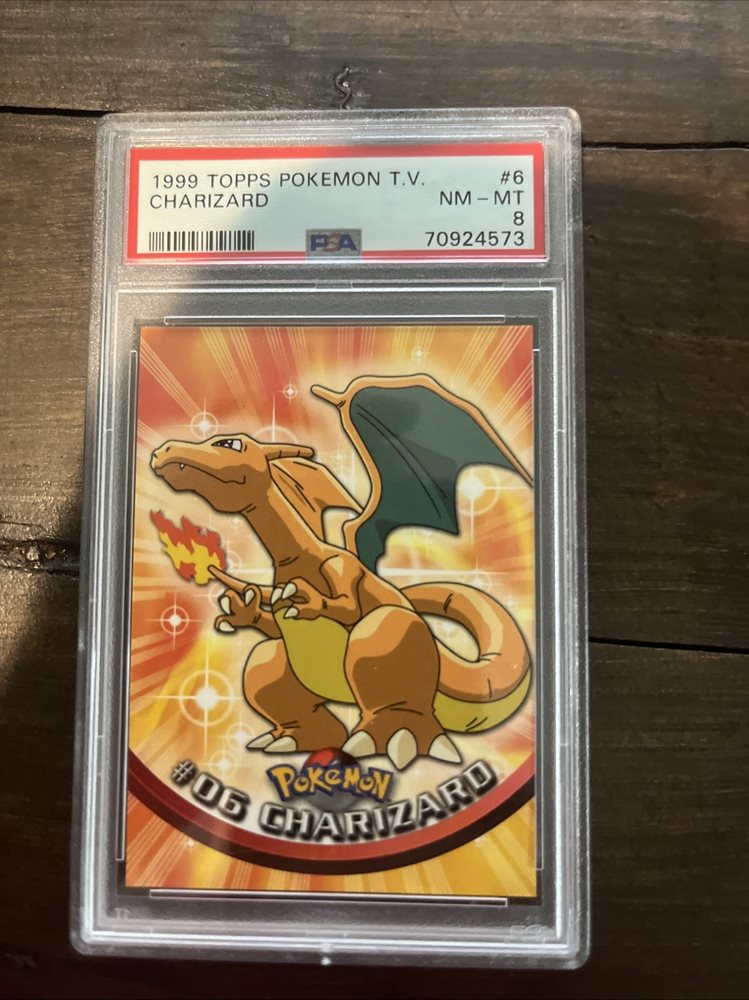 1999 TOPPS POKEMON T.V. #6
CHARIZARD NM - MT
8
PSA 70924573
POKéMON
#06 CHARIZARD